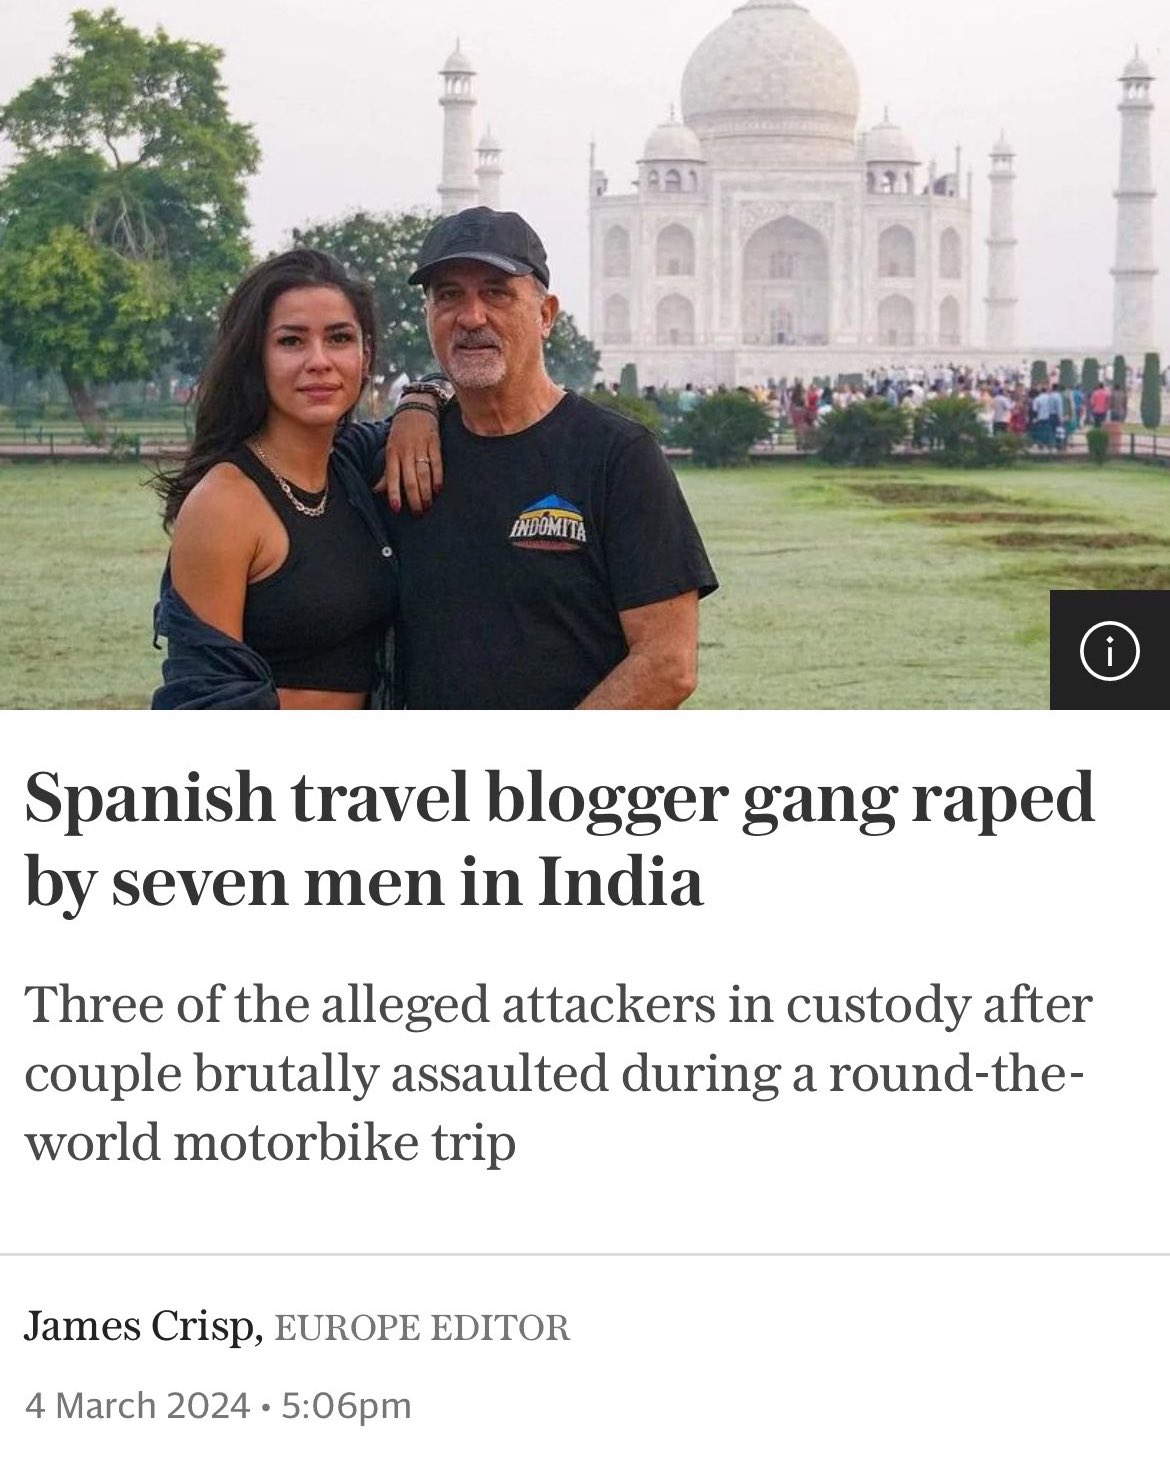 INDOMITA
Spanish travel blogger gang raped
by seven men in India
Three of the alleged attackers in custody after
couple brutally assaulted during a round-the-
world motorbike trip
James Crisp, EUROPE EDITOR
4 March 2024 • 5:06pm